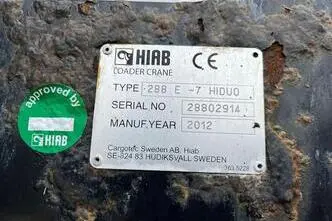 HIAB CE
LOADER CRANE
TYPE 288 E -7 HIDUO
SERIAL NO 28802914
MANUF.YEAR 2012
Cargotec Sweden AB, Hiab
SE-824 83 HUDIKSVALL SWEDEN
approved by
HIAB